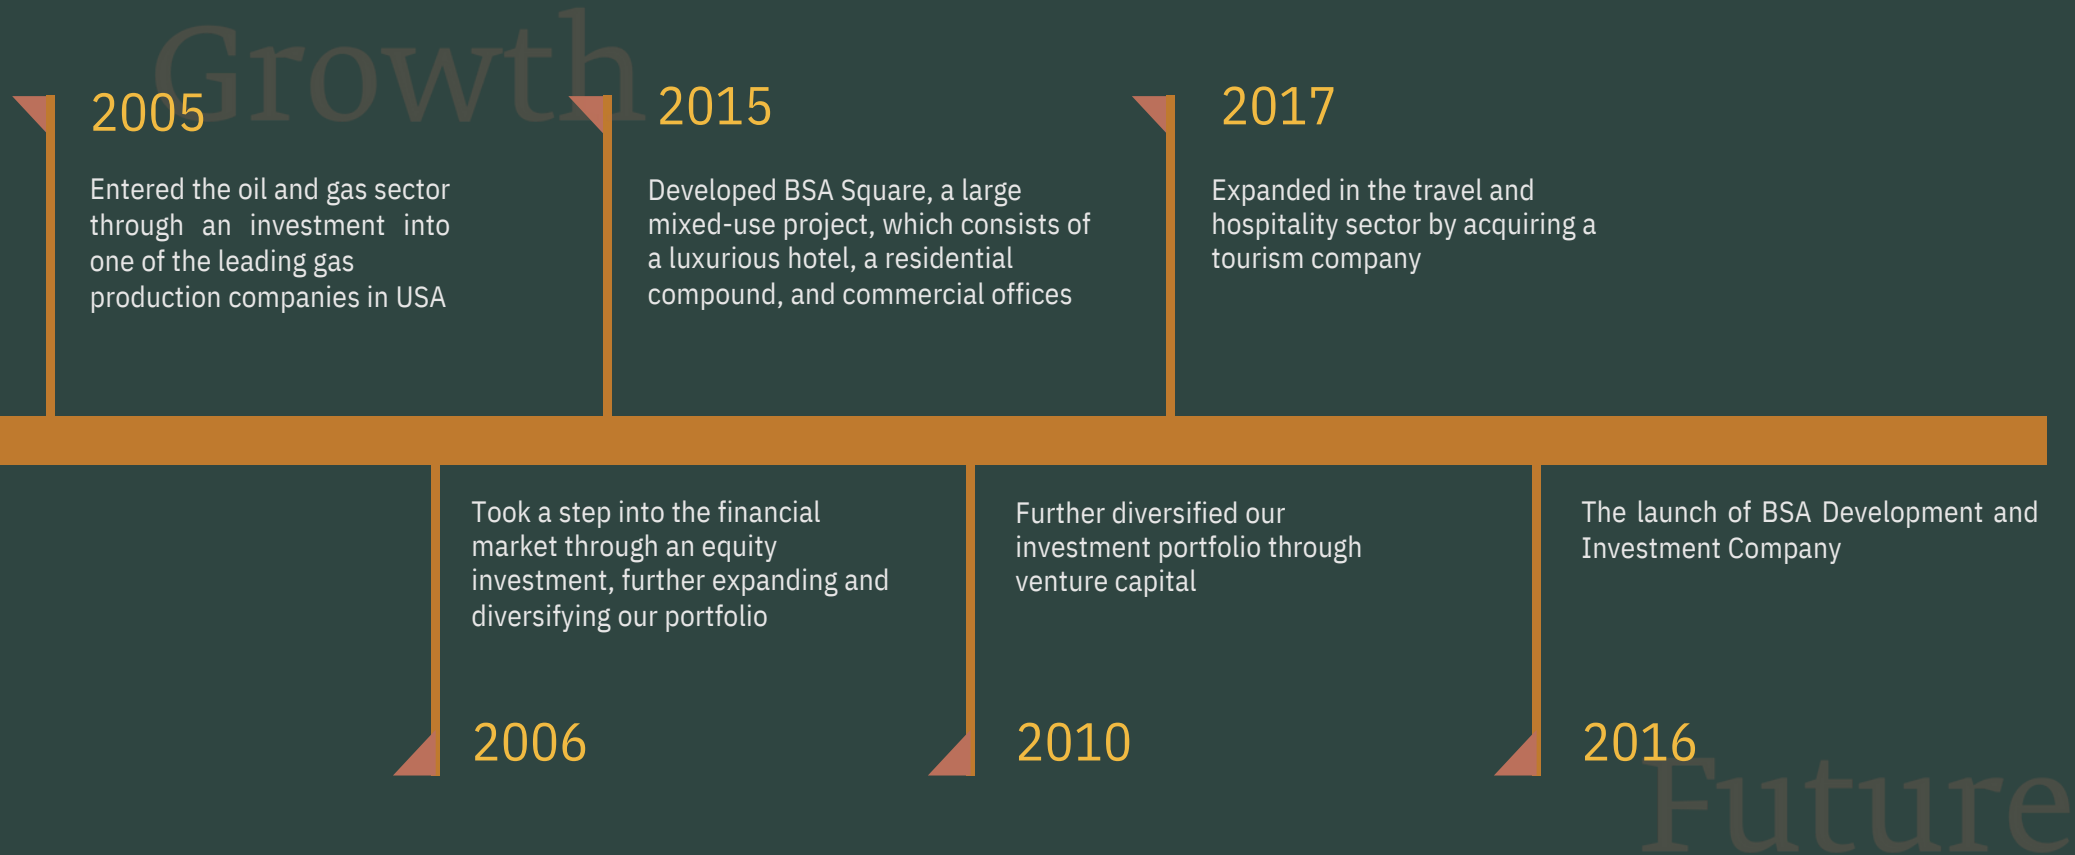 Growth
2005
Entered the oil and gas sector
through an investment into
one of the leading gas
production companies in USA
2015
Developed BSA Square, a large
mixed-use project, which consists of
a luxurious hotel, a residential
compound, and commercial offices
2017
Expanded in the travel and
hospitality sector by acquiring a
tourism company
Took a step into the financial
market through an equity
investment, further expanding and
diversifying our portfolio
2006
Further diversified our
investment portfolio through
venture capital
2010
The launch of BSA Development and
Investment Company
2016
Future